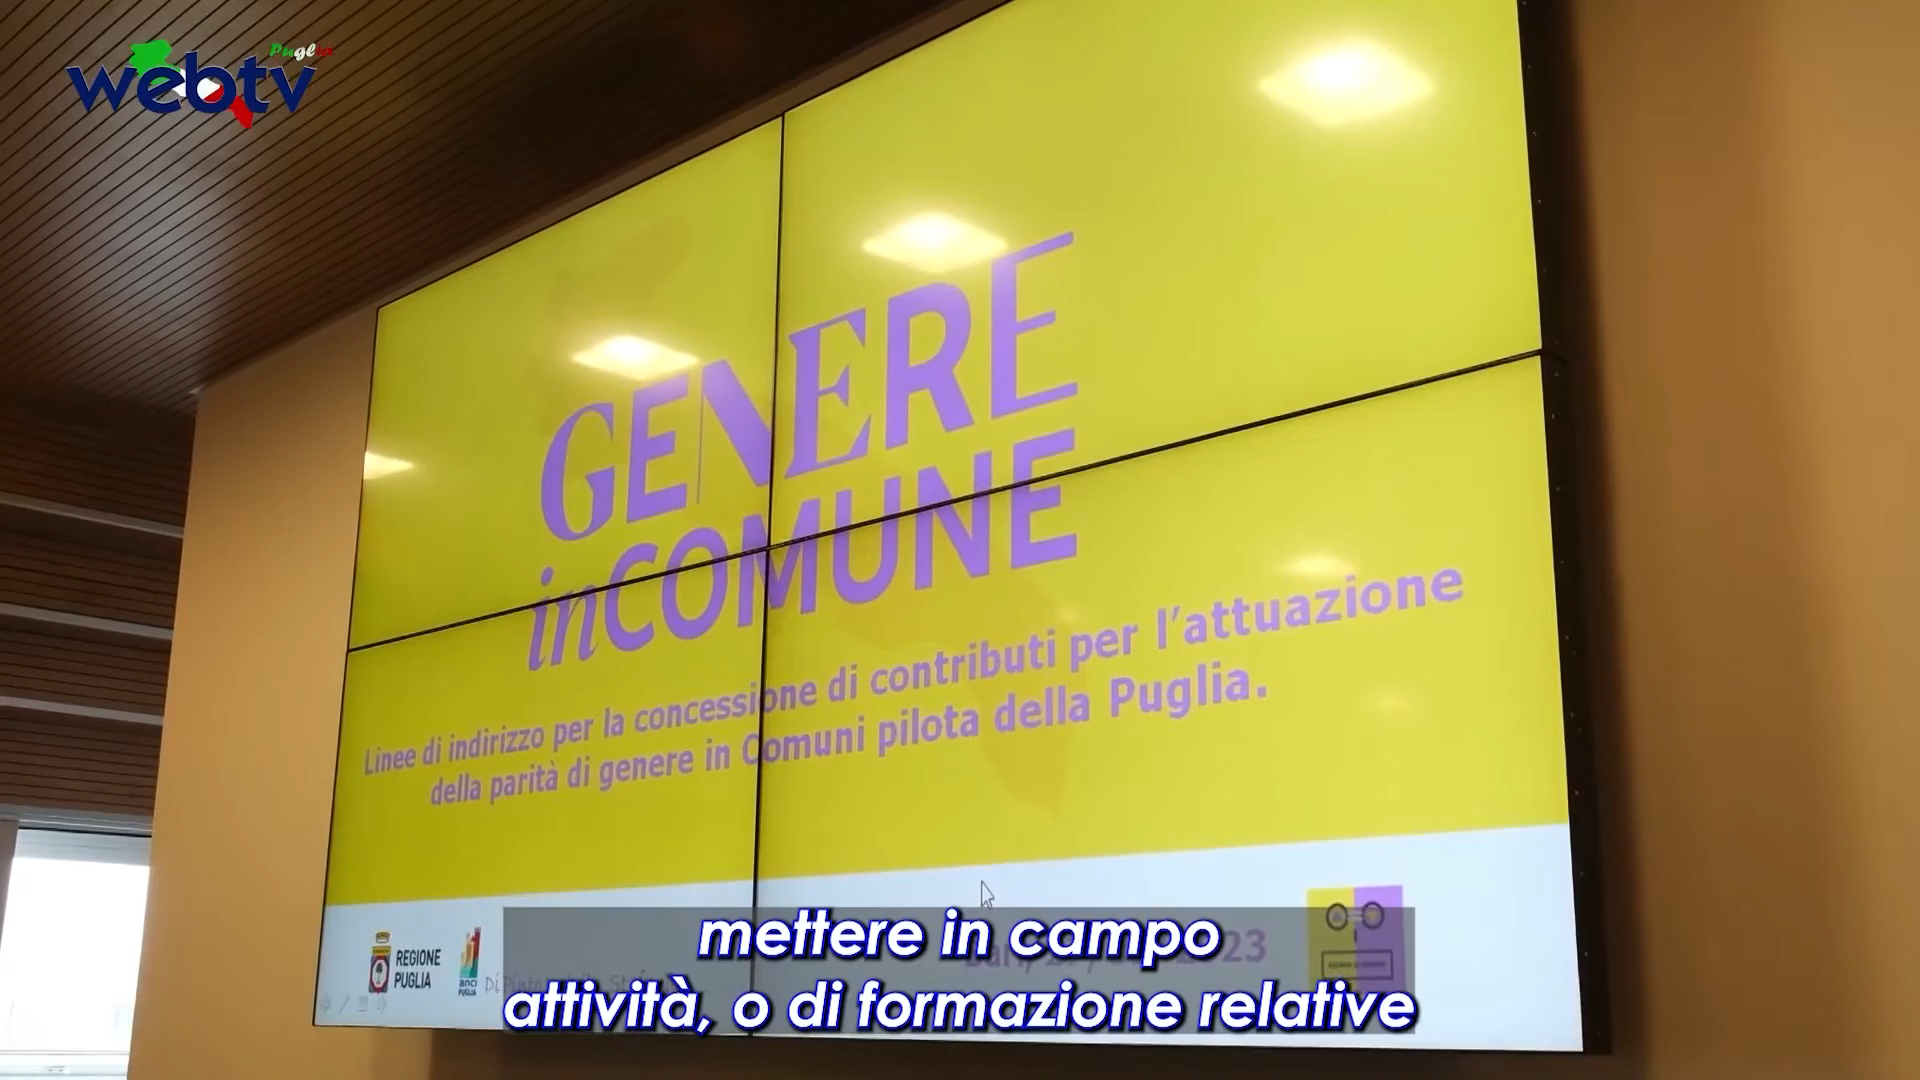 Puglia
webtv
GENERE
inCOMUNE
Linee di indirizzo per la concessione di contributi per l'attuazione
della parità di genere in Comuni pilota della Puglia.
REGIONE
PUGLIA
anci
PUGLIA
mettere in campo
attività, o di formazione relative